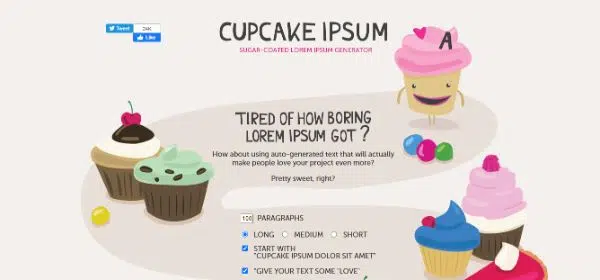 Tweet 24K
Like
CUPCAKE IPSUM
SUGAR-COATED LOREM IPSUM GENERATOR
A
TIRED OF HOW BORING
LOREM IPSUM GOT?
How about using auto-generated text that will actually
make people love your project even more?
Pretty sweet, right?
100 PARAGRAPHS
LONG MEDIUM SHORT
START WITH
"CUPCAKE IPSUM DOLOR SIT AMET"
"GIVE YOUR TEXT SOME "LOVE"